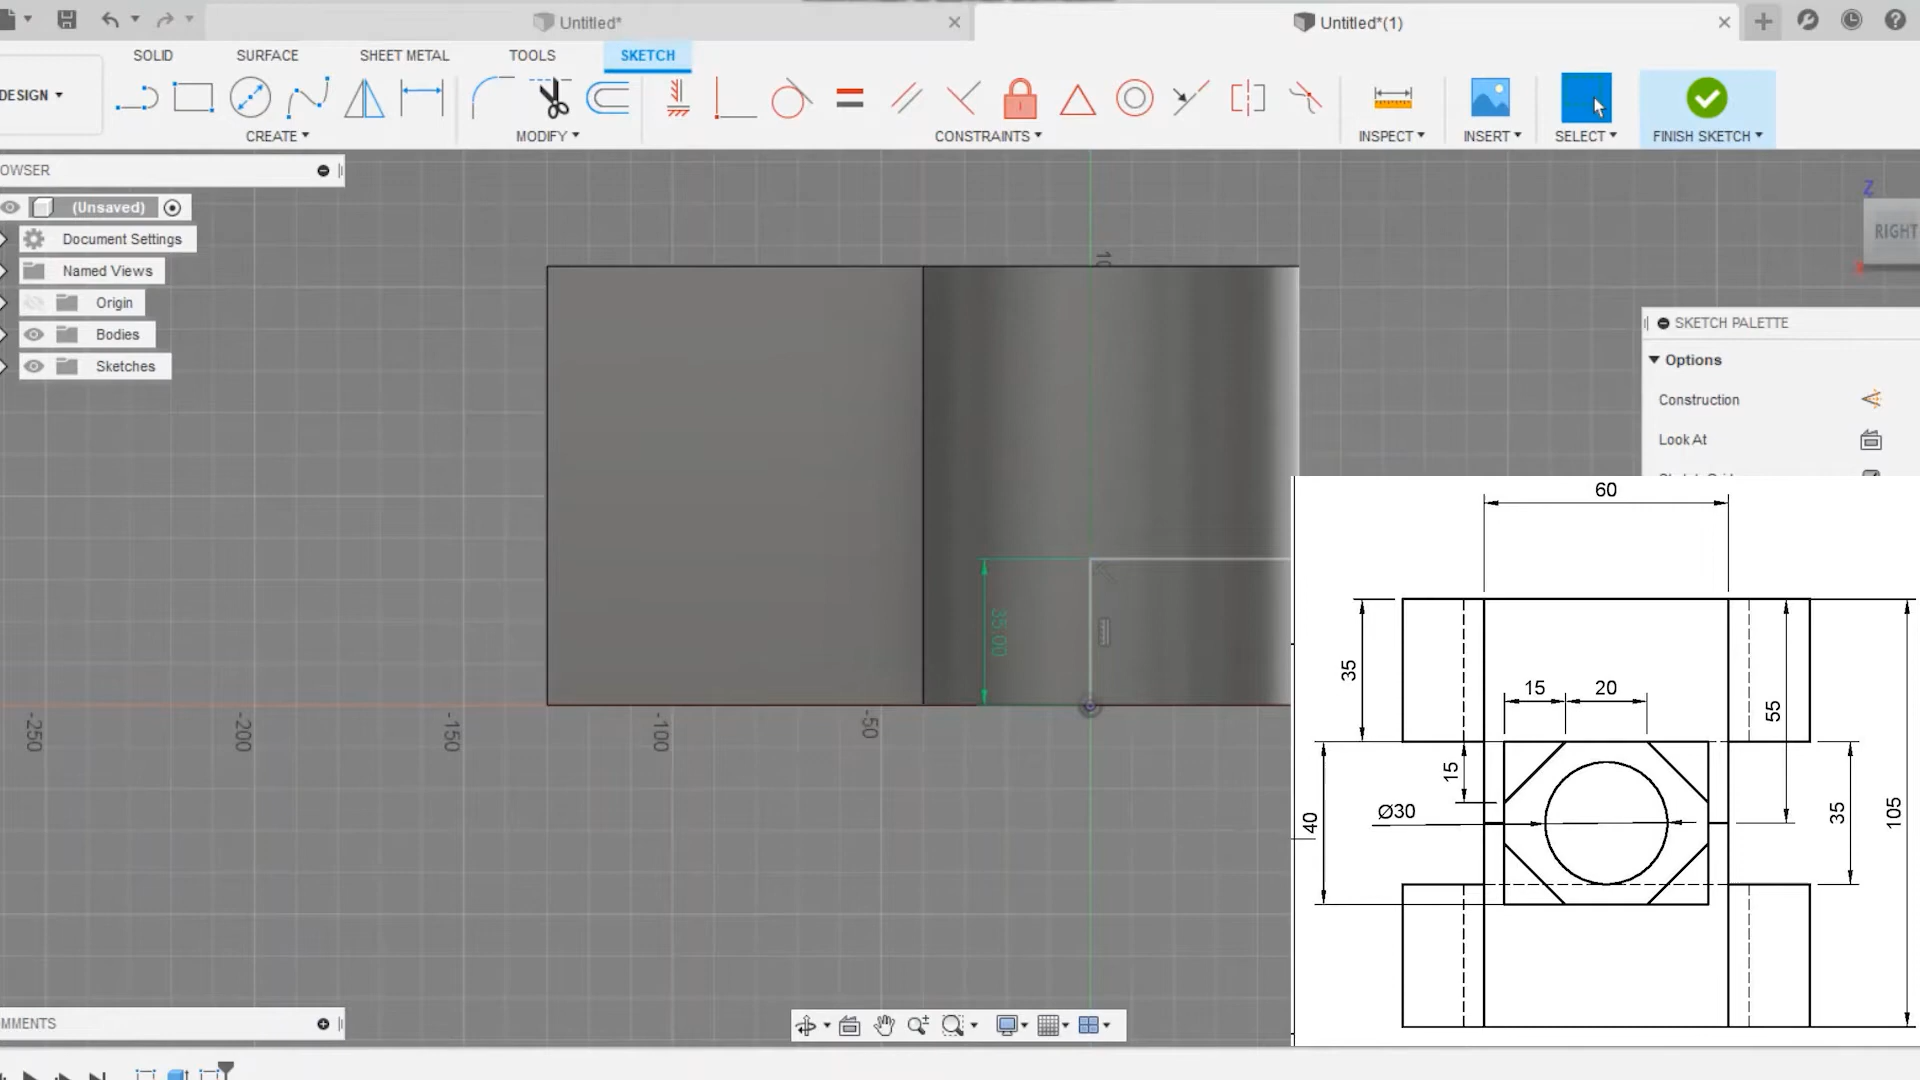 Untitled*
Untitled*(1)
SOLID
SURFACE
SHEET METAL
TOOLS
SKETCH
DESIGN
CREATE
MODIFY
CONSTRAINTS
INSPECT
INSERT
SELECT
FINISH SKETCH
OWSER
(Unsaved)
Document Settings
Named Views
Origin
Bodies
Sketches
Z
RIGHT
X
SKETCH PALETTE
Options
Construction
Look At
10
35.00
-250
-200
-150
-100
-50
60
35
15
20
55
15
Ø30
40
35
105
MMENTS